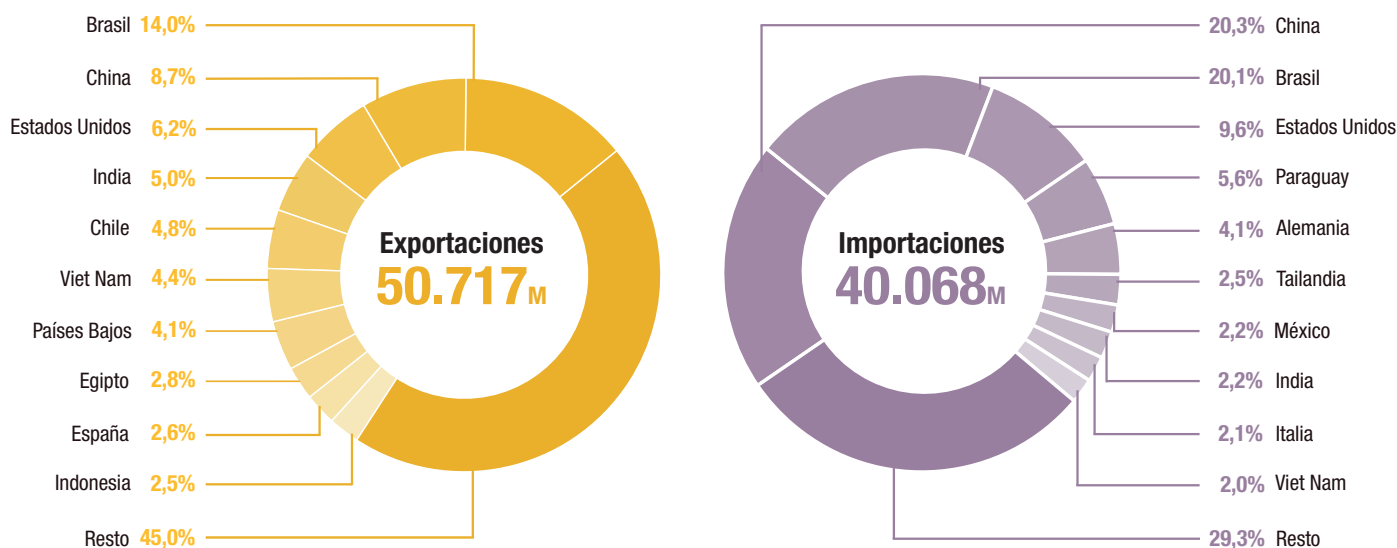 Brasil 14,0%
China 8,7%
Estados Unidos 6,2%
India 5,0%
Chile 4,8%
Viet Nam 4,4%
Países Bajos 4,1%
Egipto 2,8%
España 2,6%
Indonesia 2,5%
Resto 45,0%
Exportaciones
50.717M
20,3% China
20,1% Brasil
9,6% Estados Unidos
5,6% Paraguay
4,1% Alemania
2,5% Tailandia
2,2% México
2,2% India
2,1% Italia
2,0% Viet Nam
29,3% Resto
Importaciones
40.068M